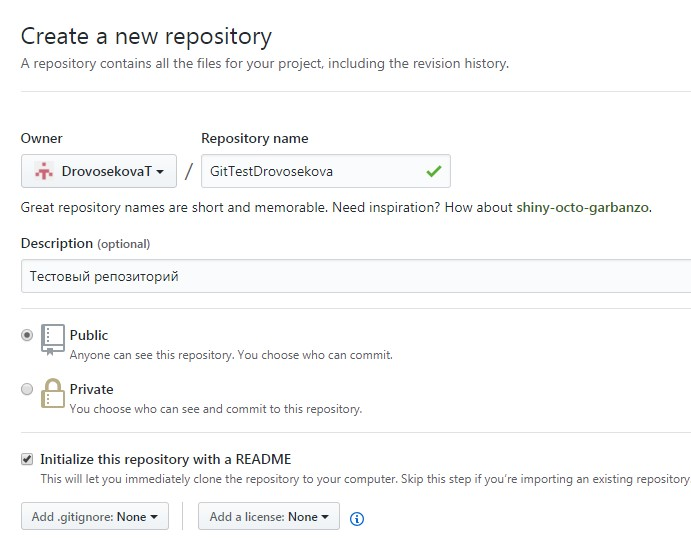 Create a new repository
A repository contains all the files for your project, including the revision history.
Owner
Repository name
DrovosekovaT
/
GitTestDrovosekova
Great repository names are short and memorable. Need inspiration? How about shiny-octo-garbanzo.
Description (optional)
Тестовый репозиторий
Public
Anyone can see this repository. You choose who can commit.
Private
You choose who can see and commit to this repository.
Initialize this repository with a README
This will let you immediately clone the repository to your computer. Skip this step if you're importing an existing repository
Add .gitignore: None
Add a license: None